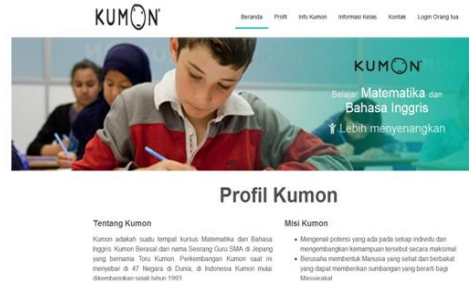 KUMON
Beranda Profil Info Kumon Informasi Kelas Kontak Login Orang tua
KUMON
Belajar Matematika dan
Bahasa Inggris
Lebih menyenangkan
Profil Kumon
Tentang Kumon
Kumon adakah suatu tempat kursus Matematika dan Bahasa
Inggris. Kumon Berasal dari nama Seorang Guru SMA di Jepang
yang bernama Toru Kumon. Perkembangan Kumon saat ini
menyebar di 47 Negara di Dunia, di Indonesia Kumon mulai
dikembangkan sejak tahun 1993
Misi Kumon
Mengenali potensi yang ada pada setiap individu dan
mengembangkan kemampuan tersebut secara maksimal
Berusaha membentuk Manusia yang sehat dan berbakat
yang dapat memberikan sumbangan yang berarti bagi
Masyarakat